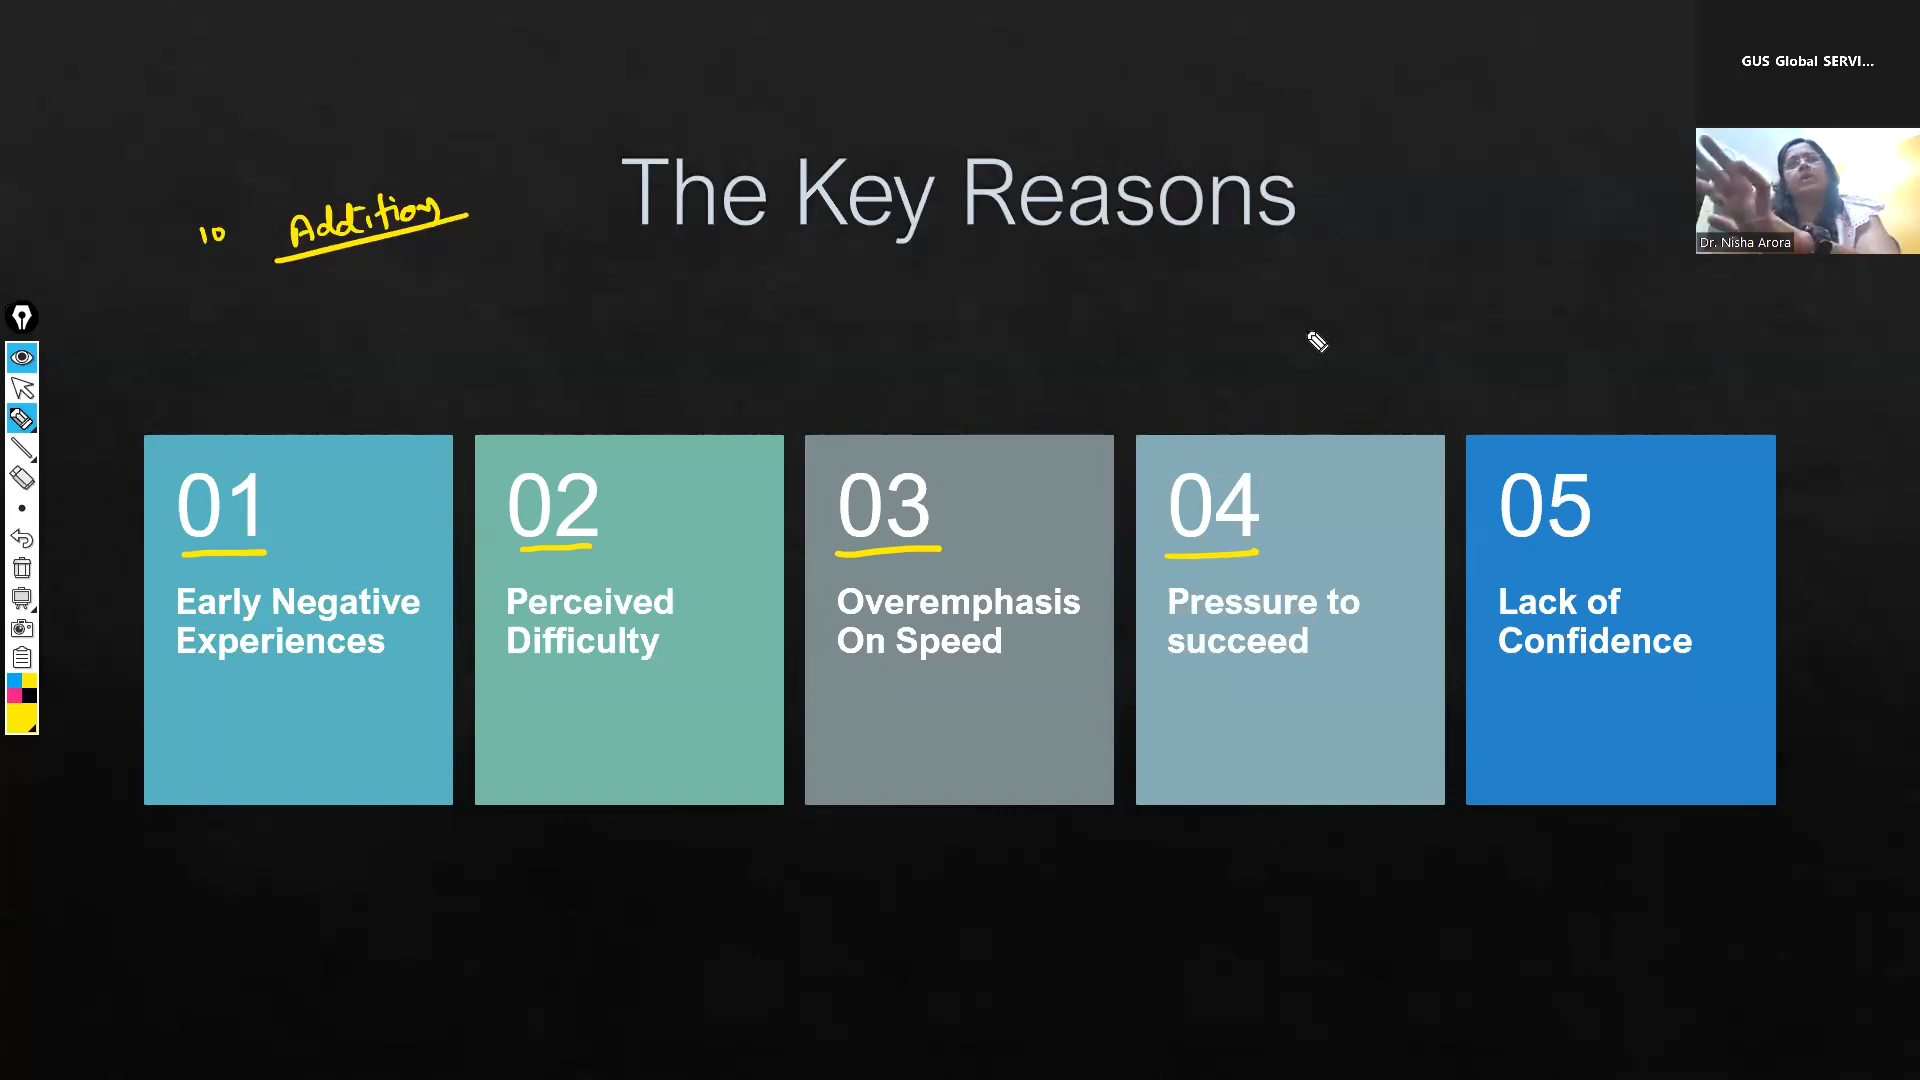 GUS Global SERVI...
The Key Reasons
10 Addition
Dr. Nisha Arora
01
Early Negative
Experiences
02
Perceived
Difficulty
03
Overemphasis
On Speed
04
Pressure to
succeed
05
Lack of
Confidence